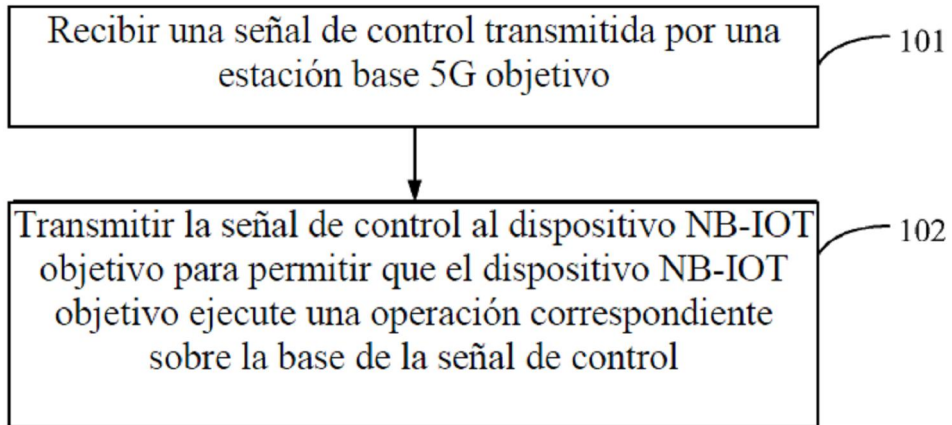 Recibir una señal de control transmitida por una
estación base 5G objetivo
101
Transmitir la señal de control al dispositivo NB-IOT
objetivo para permitir que el dispositivo NB-IOT
objetivo ejecute una operación correspondiente
sobre la base de la señal de control
102